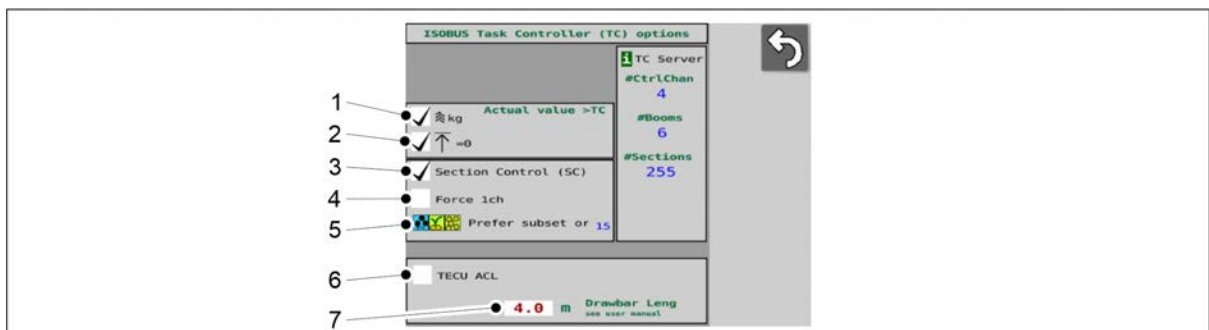 ISOBUS Task Controller (TC) options
i TC Server
#CtrlChan
4
#Booms
6
#Sections
255
1
kg
Actual value >TC
2
=0
3
Section Control (SC)
4
Force 1ch
5
Prefer subset or 15
6
TECU ACL
7
4.0 m Drawbar Leng
see user manual